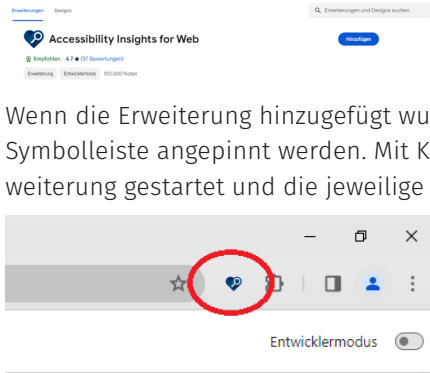 Erweiterungen Designs
Erweiterungen und Designs suchen
Accessibility Insights for Web
Hinzufügen
Empfohlen 4,7 ★ (37 Bewertungen)
Erweiterung Entwicklertools 100.000 Nutzer
Wenn die Erweiterung hinzugefügt wu
Symbolleiste angepinnt werden. Mit K
weiterung gestartet und die jeweilige
Entwicklermodus